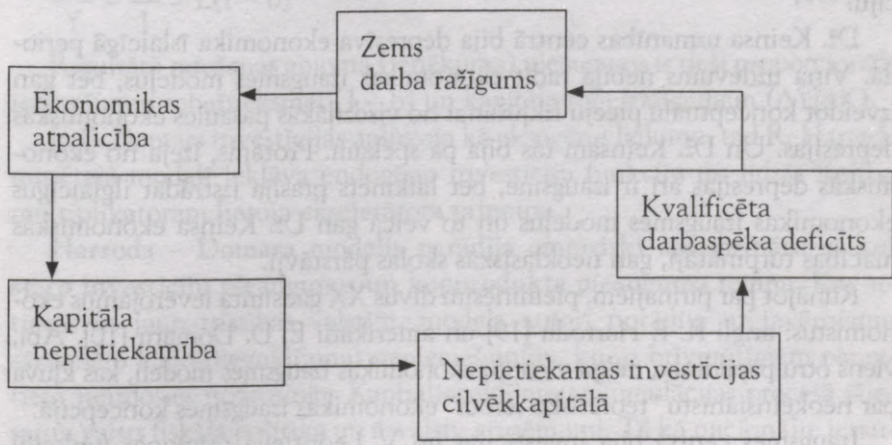 Zems
darba ražīgums
Ekonomikas
atpalicība
Kvalificēta
darbaspēka deficīts
Kapitāla
nepietiekamība
Nepietiekamas investīcijas
cilvēkkapitālā